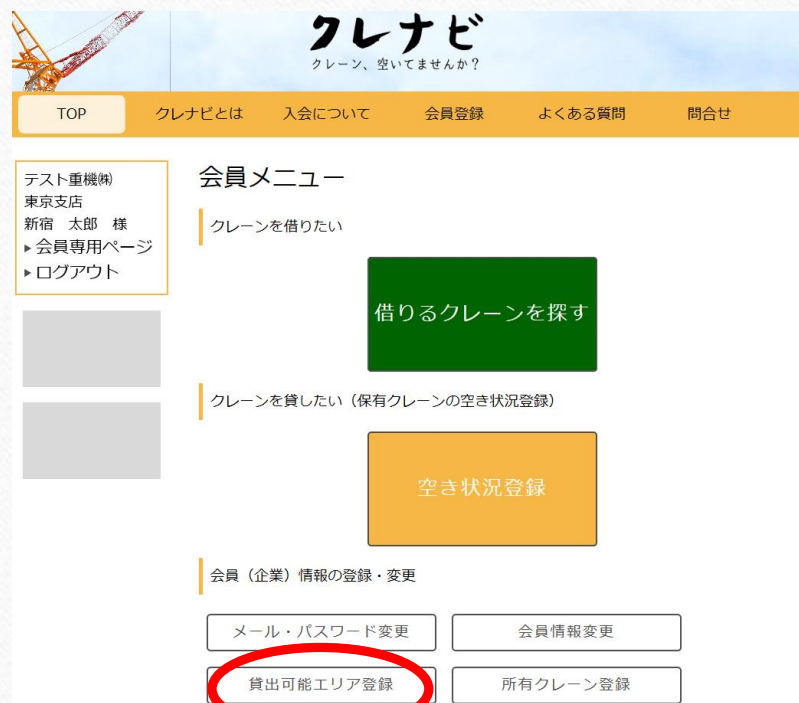 クレナビ
クレーン、空いてませんか？
TOP クレナビとは 入会について 会員登録 よくある質問 問合せ
テスト重機㈱
東京支店
新宿　太郎　様
▶会員専用ページ
▶ログアウト
会員メニュー
クレーンを借りたい
借りるクレーンを探す
クレーンを貸したい（保有クレーンの空き状況登録）
空き状況登録
会員（企業）情報の登録・変更
メール・パスワード変更 会員情報変更
貸出可能エリア登録 所有クレーン登録